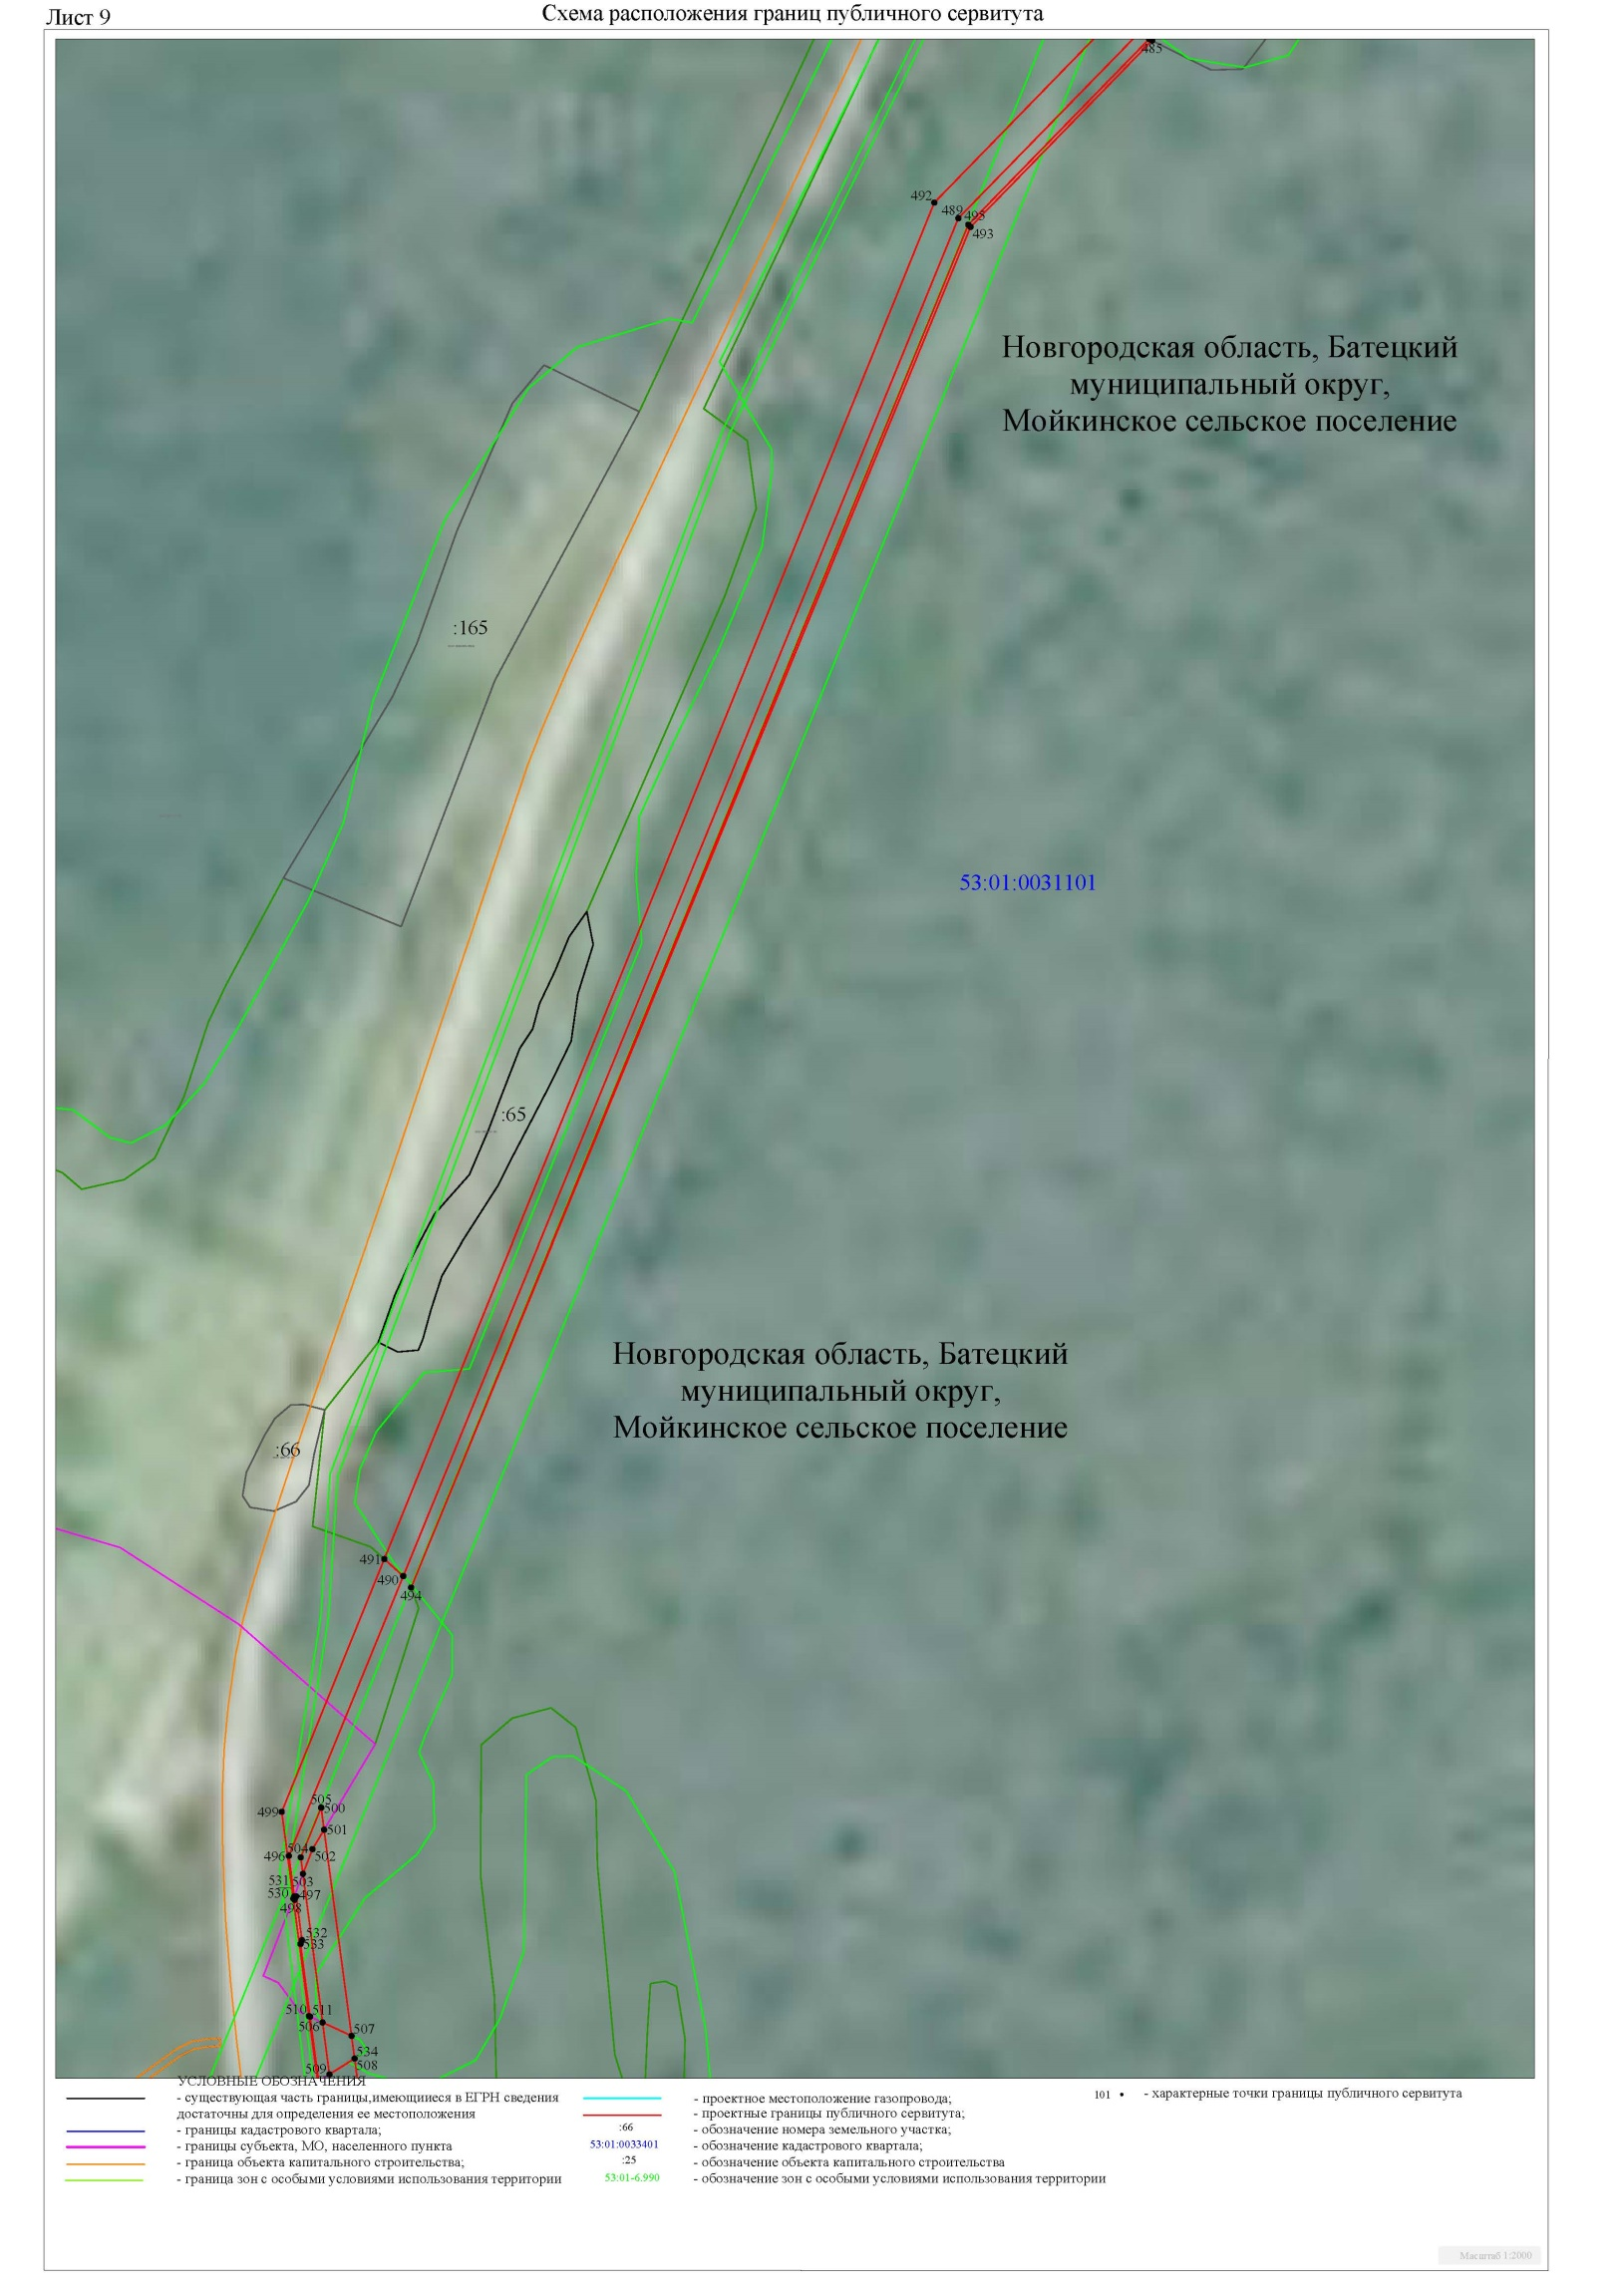 Лист 9
Схема расположения границ публичного сервитута
485
492
489
495
493
Новгородская область, Батецкий
муниципальный округ,
Мойкинское сельское поселение
:165
53:01:0031101
:65
Новгородская область, Батецкий
муниципальный округ,
Мойкинское сельское поселение
:66
491
490
494
505
499
500
501
504
496
502
531
503
530
497
498
532
533
510
511
506
507
534
509
508
УСЛОВНЫЕ ОБОЗНАЧЕНИЯ
- существующая часть границы,имеющииеся в ЕГРН сведения
достаточны для определения ее местоположения
- границы кадастрового квартала;
- границы субъекта, МО, населенного пункта
- граница объекта капитального строительства;
- граница зон с особыми условиями использования территории
- проектное местоположение газопровода;
- проектные границы публичного сервитута;
:66 - обозначение номера земельного участка;
53:01:0033401 - обозначение кадастрового квартала;
:25 - обозначение объекта капитального строительства
53:01-6.990 - обозначение зон с особыми условиями использования территории
101 • - характерные точки границы публичного сервитута
Масштаб 1:2000